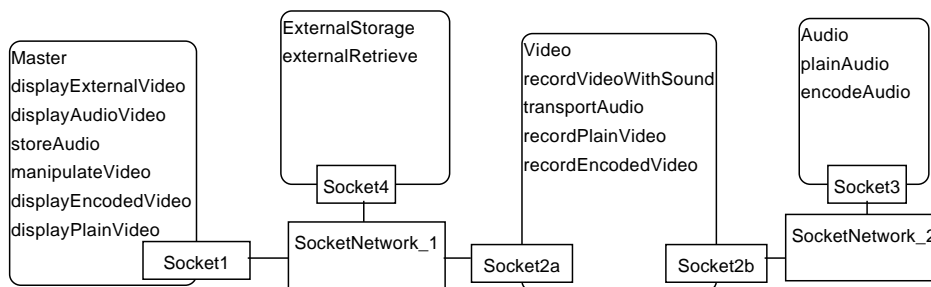 Master
displayExternalVideo
displayAudioVideo
storeAudio
manipulateVideo
displayEncodedVideo
displayPlainVideo
Socket1
ExternalStorage
externalRetrieve
Socket4
SocketNetwork_1
Video
recordVideoWithSound
transportAudio
recordPlainVideo
recordEncodedVideo
Socket2a
Socket2b
Audio
plainAudio
encodeAudio
Socket3
SocketNetwork_2